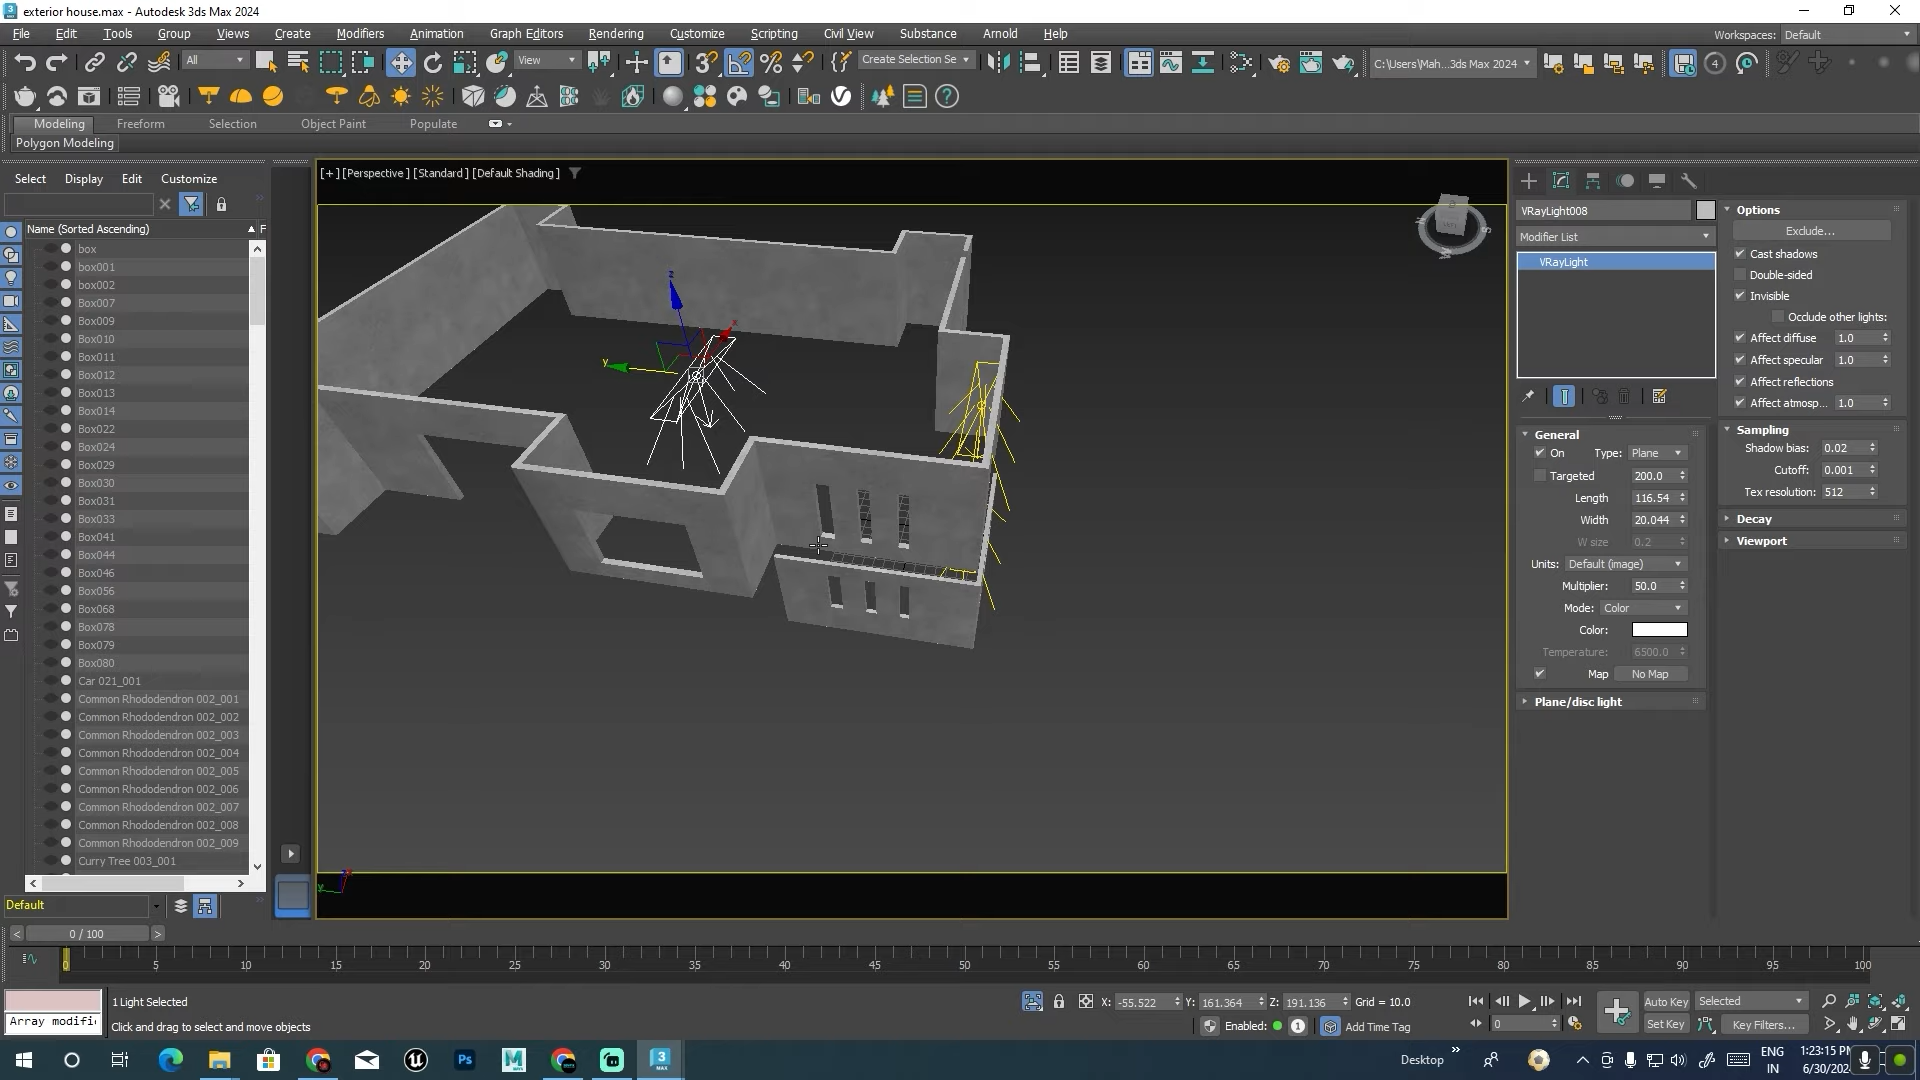 exterior house.max - Autodesk 3ds Max 2024
File Edit Tools Group Views Create Modifiers Animation Graph Editors Rendering Customize Scripting Civil View Substance Arnold Help
Workspaces: Default
All View Create Selection Se C:\Users\Mah...3ds Max 2024 4
Modeling Freeform Selection Object Paint Populate
Polygon Modeling
Select Display Edit Customize
[+] [Perspective ] [Standard ] [Default Shading ]
Name (Sorted Ascending) F
box
box001
box002
Box007
Box009
Box010
Box011
Box012
Box013
Box014
Box022
Box024
Box029
Box030
Box031
Box033
Box041
Box044
Box046
Box056
Box068
Box078
Box079
Box080
Car 021_001
Common Rhododendron 002_001
Common Rhododendron 002_002
Common Rhododendron 002_003
Common Rhododendron 002_004
Common Rhododendron 002_005
Common Rhododendron 002_006
Common Rhododendron 002_007
Common Rhododendron 002_008
Common Rhododendron 002_009
Curry Tree 003_001
Default
z
x
y
VRayLight008
Modifier List
VRayLight
General
On Type: Plane
Targeted 200.0
Length 116.54
Width 20.044
W size 0.2
Units: Default (image)
Multiplier: 50.0
Mode: Color
Color:
Temperature: 6500.0
Map No Map
Plane/disc light
Options
Exclude...
Cast shadows
Double-sided
Invisible
Occlude other lights:
Affect diffuse 1.0
Affect specular 1.0
Affect reflections
Affect atmosp... 1.0
Sampling
Shadow bias: 0.02
Cutoff: 0.001
Tex resolution: 512
Decay
Viewport
< 0 / 100 >
0 5 10 15 20 25 30 35 40 45 50 55 60 65 70 75 80 85 90 95 100
Array modifi
1 Light Selected
Click and drag to select and move objects
X: -55.522 Y: 161.364 Z: 191.136 Grid = 10.0
Enabled: 1 Add Time Tag
0
Auto Key Selected
Set Key Key Filters...
Desktop
ENG
IN
1:23:15
6/30/202